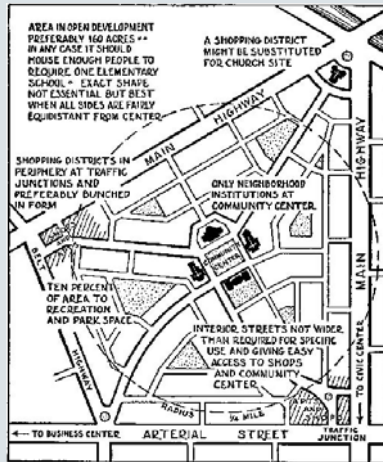 AREA IN OPEN DEVELOPMENT
PREFERABLY 160 ACRES
IN ANY CASE IT SHOULD
HOUSE ENOUGH PEOPLE TO
REQUIRE ONE ELEMENTARY
SCHOOL • EXACT SHAPE
NOT ESSENTIAL BUT BEST
WHEN ALL SIDES ARE FAIRLY
EQUIDISTANT FROM CENTER
A SHOPPING DISTRICT
MIGHT BE SUBSTITUTED
FOR CHURCH SITE
MAIN HIGHWAY
HIGHWAY
MAIN
SHOPPING DISTRICTS IN
PERIPHERY AT TRAFFIC
JUNCTIONS AND
PREFERABLY BUNCHED
IN FORM
ONLY NEIGHBORHOOD
INSTITUTIONS AT
COMMUNITY CENTER
COMMUNITY
CENTER
HIGHWAY
TEN PERCENT
OF AREA TO
RECREATION
AND PARK SPACE
INTERIOR STREETS NOT WIDER
THAN REQUIRED FOR SPECIFIC
USE AND GIVING EASY
ACCESS TO SHOPS
AND COMMUNITY
CENTER
RADIUS ¼ MILE
TO CIVIC CENTER
TRAFFIC
JUNCTION
TO BUSINESS CENTER
ARTERIAL STREET